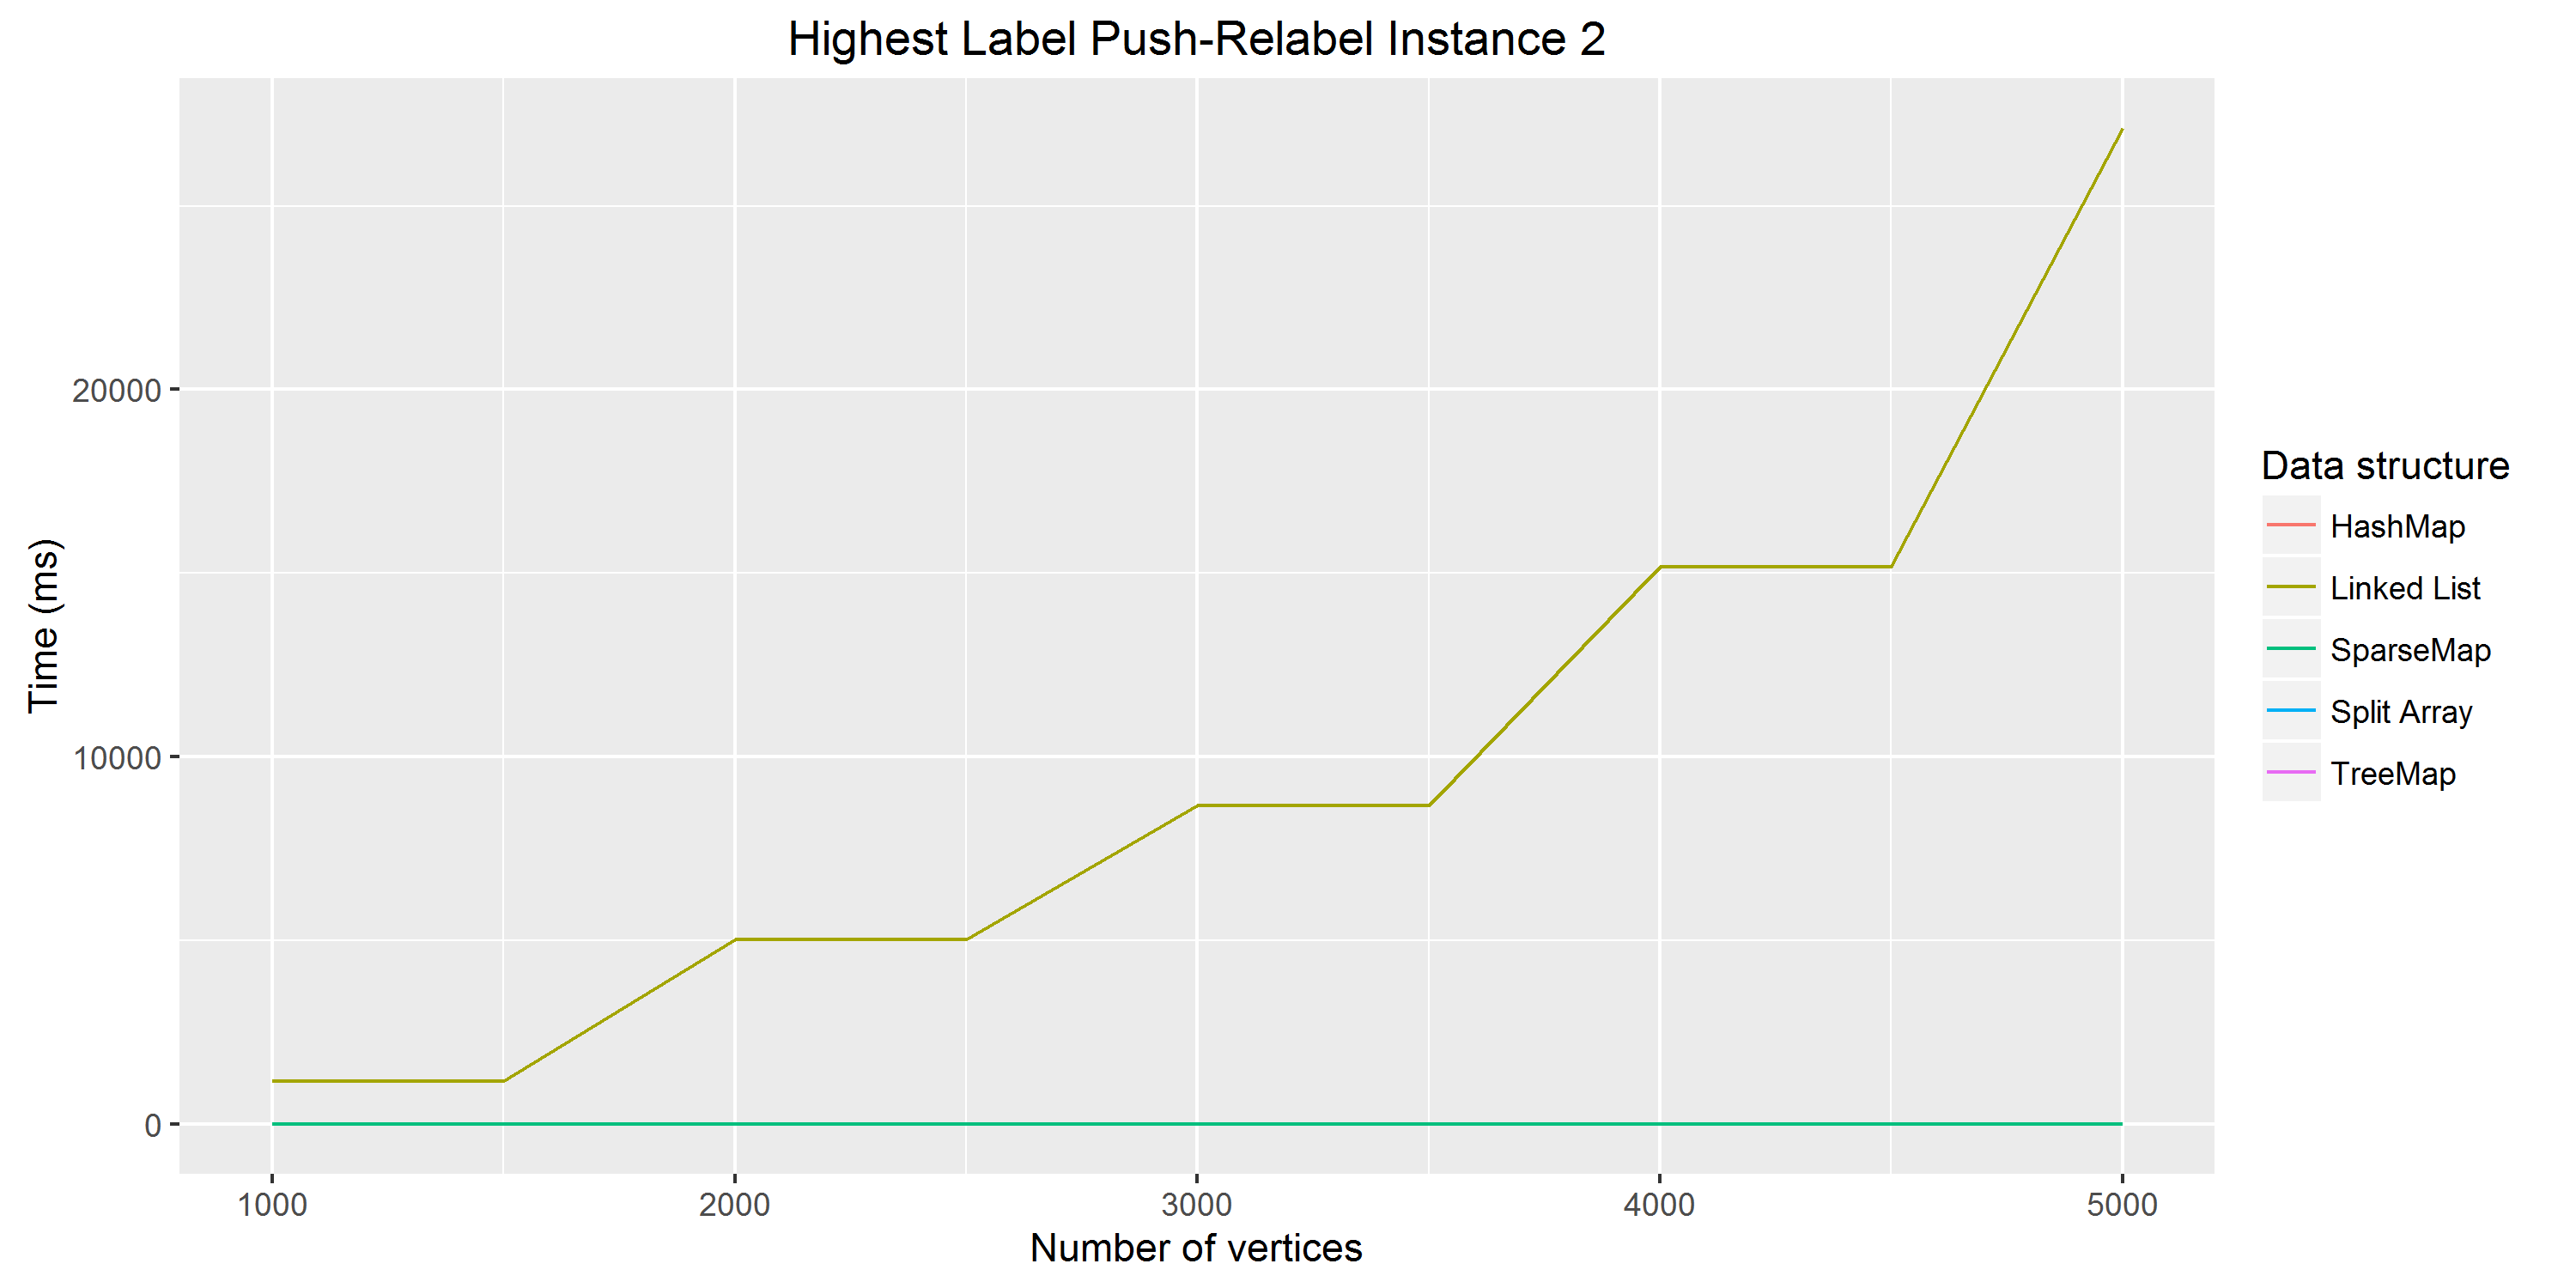 Highest Label Push-Relabel Instance 2
Time (ms)
20000
10000
0
1000 2000 3000 4000 5000
Number of vertices
Data structure
HashMap
Linked List
SparseMap
Split Array
TreeMap